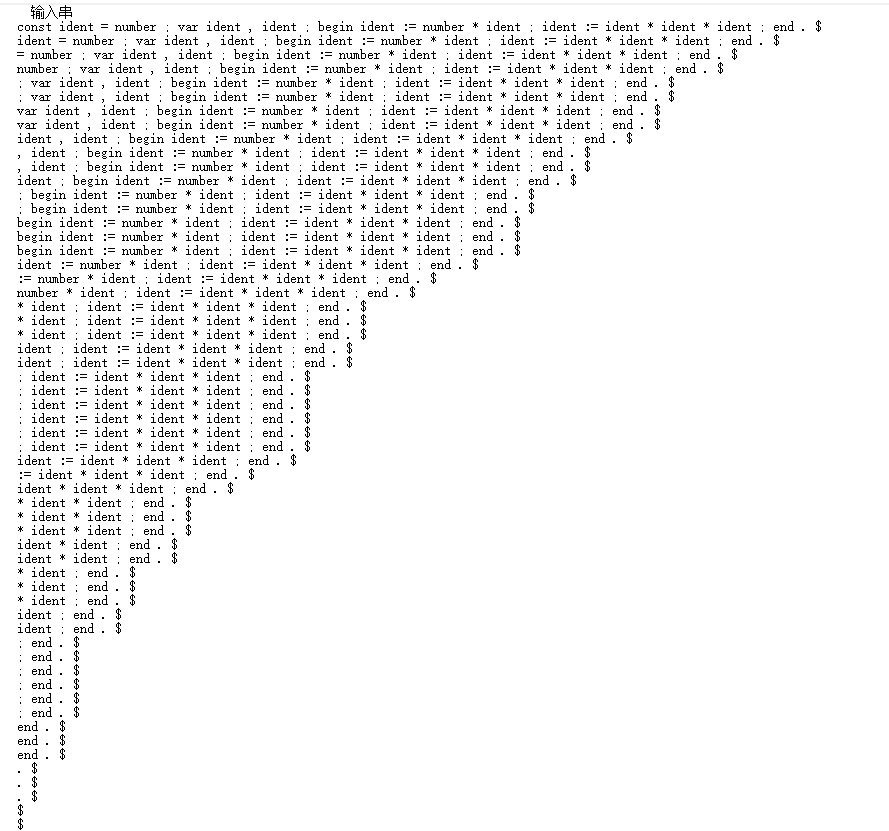 输入串
const ident = number ; var ident , ident ; begin ident := number * ident ; ident := ident * ident * ident ; end . $
ident = number ; var ident , ident ; begin ident := number * ident ; ident := ident * ident * ident ; end . $
= number ; var ident , ident ; begin ident := number * ident ; ident := ident * ident * ident ; end . $
number ; var ident , ident ; begin ident := number * ident ; ident := ident * ident * ident ; end . $
; var ident , ident ; begin ident := number * ident ; ident := ident * ident * ident ; end . $
; var ident , ident ; begin ident := number * ident ; ident := ident * ident * ident ; end . $
var ident , ident ; begin ident := number * ident ; ident := ident * ident * ident ; end . $
var ident , ident ; begin ident := number * ident ; ident := ident * ident * ident ; end . $
ident , ident ; begin ident := number * ident ; ident := ident * ident * ident ; end . $
, ident ; begin ident := number * ident ; ident := ident * ident * ident ; end . $
, ident ; begin ident := number * ident ; ident := ident * ident * ident ; end . $
ident ; begin ident := number * ident ; ident := ident * ident * ident ; end . $
; begin ident := number * ident ; ident := ident * ident * ident ; end . $
; begin ident := number * ident ; ident := ident * ident * ident ; end . $
begin ident := number * ident ; ident := ident * ident * ident ; end . $
begin ident := number * ident ; ident := ident * ident * ident ; end . $
begin ident := number * ident ; ident := ident * ident * ident ; end . $
ident := number * ident ; ident := ident * ident * ident ; end . $
:= number * ident ; ident := ident * ident * ident ; end . $
number * ident ; ident := ident * ident * ident ; end . $
* ident ; ident := ident * ident * ident ; end . $
* ident ; ident := ident * ident * ident ; end . $
* ident ; ident := ident * ident * ident ; end . $
ident ; ident := ident * ident * ident ; end . $
ident ; ident := ident * ident * ident ; end . $
; ident := ident * ident * ident ; end . $
; ident := ident * ident * ident ; end . $
; ident := ident * ident * ident ; end . $
; ident := ident * ident * ident ; end . $
; ident := ident * ident * ident ; end . $
; ident := ident * ident * ident ; end . $
ident := ident * ident * ident ; end . $
:= ident * ident * ident ; end . $
ident * ident * ident ; end . $
* ident * ident ; end . $
* ident * ident ; end . $
* ident * ident ; end . $
ident * ident ; end . $
ident * ident ; end . $
* ident ; end . $
* ident ; end . $
* ident ; end . $
ident ; end . $
ident ; end . $
; end . $
; end . $
; end . $
; end . $
; end . $
; end . $
end . $
end . $
end . $
. $
. $
. $
$
$